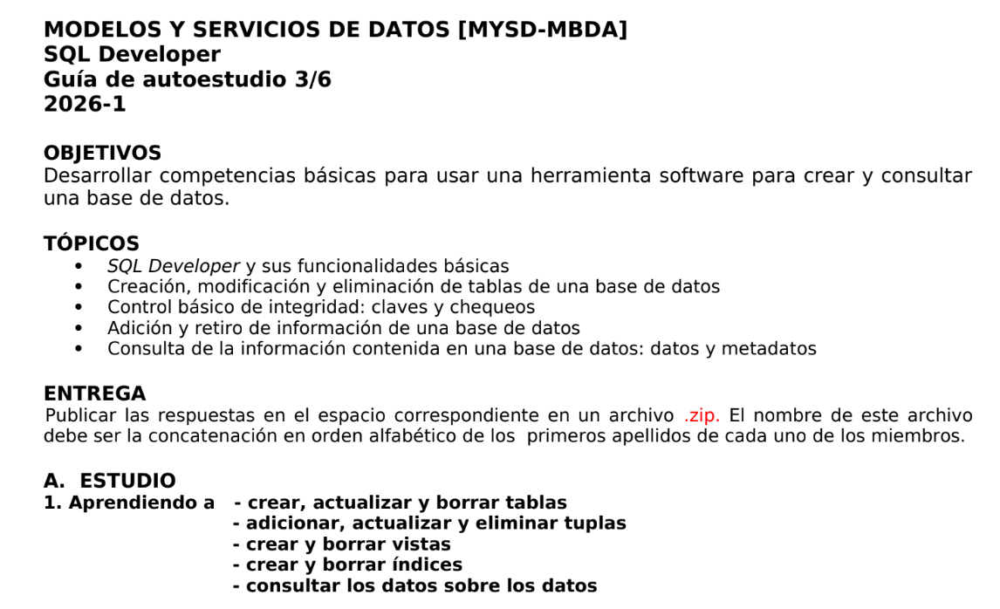 MODELOS Y SERVICIOS DE DATOS [MYSD-MBDA]
SQL Developer
Guía de autoestudio 3/6
2026-1
OBJETIVOS
Desarrollar competencias básicas para usar una herramienta software para crear y consultar
una base de datos.
TÓPICOS
• SQL Developer y sus funcionalidades básicas
• Creación, modificación y eliminación de tablas de una base de datos
• Control básico de integridad: claves y chequeos
• Adición y retiro de información de una base de datos
• Consulta de la información contenida en una base de datos: datos y metadatos
ENTREGA
Publicar las respuestas en el espacio correspondiente en un archivo .zip. El nombre de este archivo
debe ser la concatenación en orden alfabético de los primeros apellidos de cada uno de los miembros.
A. ESTUDIO
1. Aprendiendo a - crear, actualizar y borrar tablas
- adicionar, actualizar y eliminar tuplas
- crear y borrar vistas
- crear y borrar índices
- consultar los datos sobre los datos